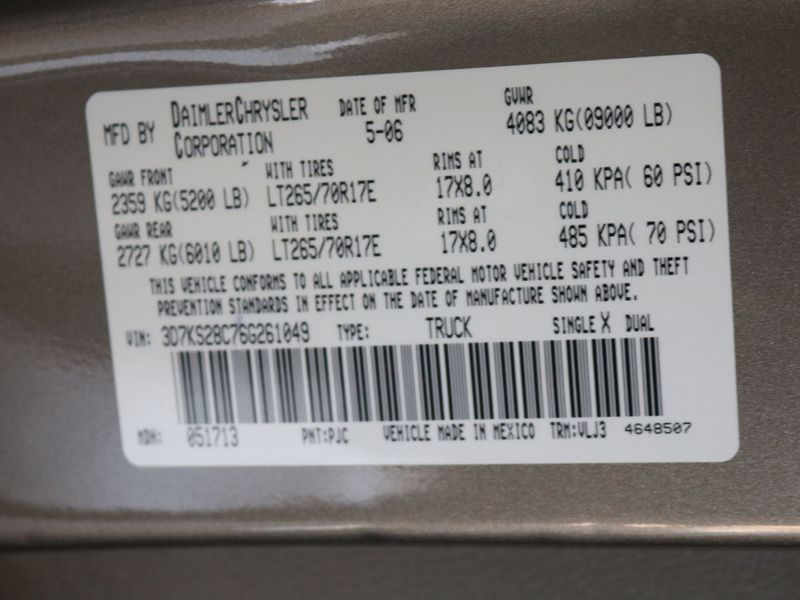 MFD BY DAIMLERCHRYSLER CORPORATION DATE OF MFR 5-06 GVWR 4083 KG(09000 LB)
GAWR FRONT WITH TIRES RIMS AT COLD
2359 KG(5200 LB) LT265/70R17E 17X8.0 410 KPA( 60 PSI)
GAWR REAR WITH TIRES RIMS AT COLD
2727 KG(6010 LB) LT265/70R17E 17X8.0 485 KPA( 70 PSI)
THIS VEHICLE CONFORMS TO ALL APPLICABLE FEDERAL MOTOR VEHICLE SAFETY AND THEFT
PREVENTION STANDARDS IN EFFECT ON THE DATE OF MANUFACTURE SHOWN ABOVE.
VIN: 3D7KS28C76G261049 TYPE: TRUCK SINGLE X DUAL
MDH: 051713 PNT:PJC VEHICLE MADE IN MEXICO TRM:VLJ3 4648507